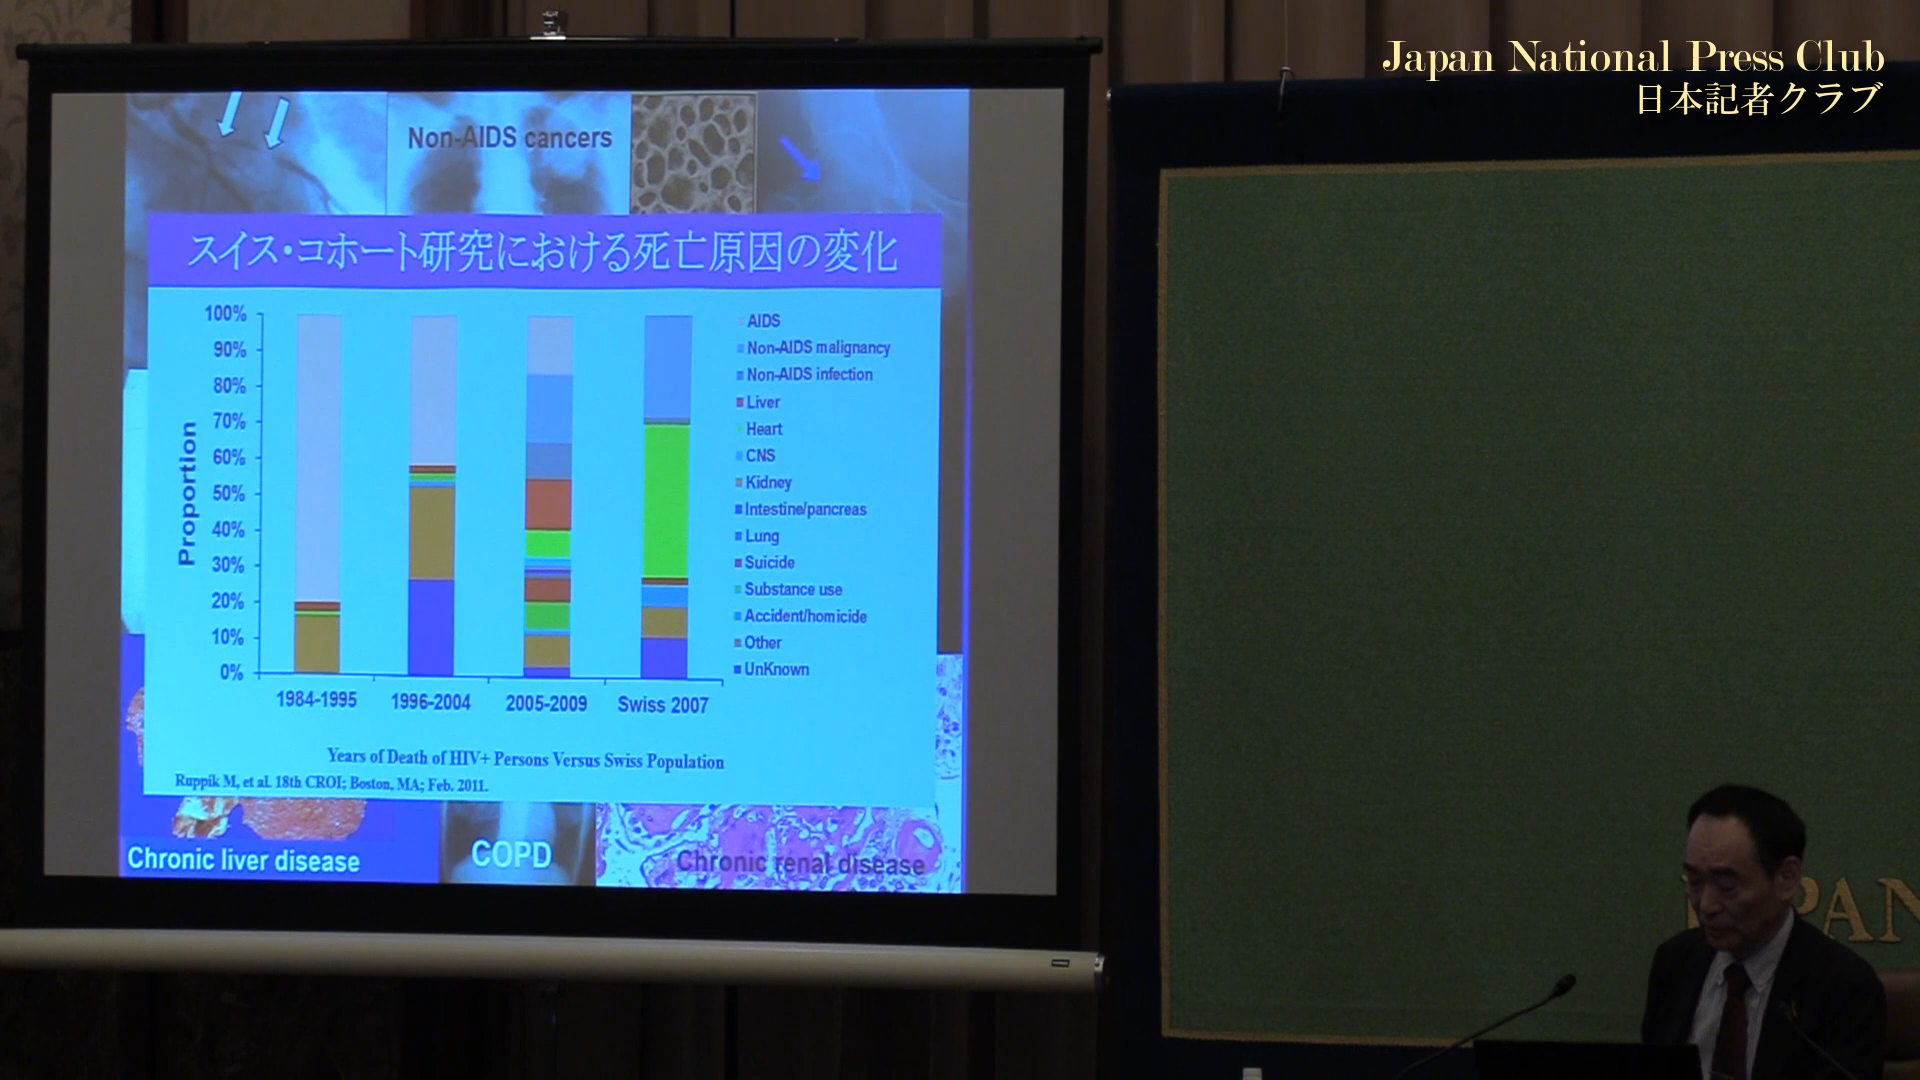 Japan National Press Club
日本記者クラブ
Non-AIDS cancers
スイス・コホート研究における死亡原因の変化
Proportion
100%
90%
80%
70%
60%
50%
40%
30%
20%
10%
0%
1984-1995
1996-2004
2005-2009
Swiss 2007
AIDS
Non-AIDS malignancy
Non-AIDS infection
Liver
Heart
CNS
Kidney
Intestine/pancreas
Lung
Suicide
Substance use
Accident/homicide
Other
UnKnown
Years of Death of HIV+ Persons Versus Swiss Population
Ruppik M, et al. 18th CROI; Boston, MA; Feb. 2011.
Chronic liver disease
COPD
Chronic renal disease